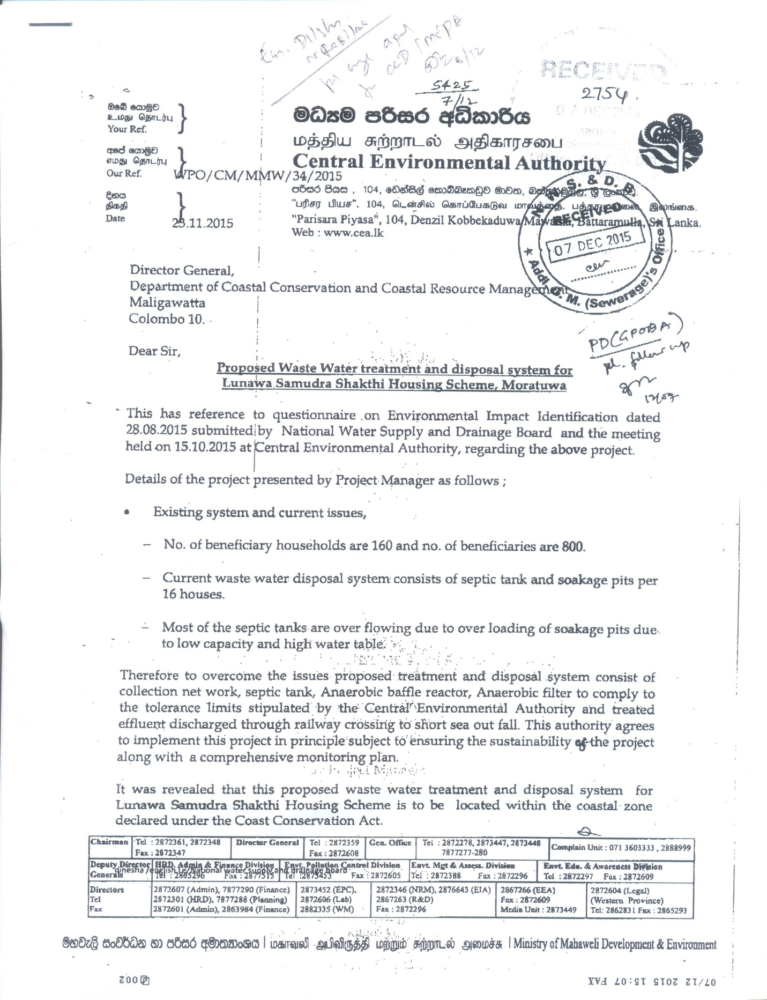 5425
7/12
RECEIVED
2754
07 DEC 2015
ඔබේ යොමුව
உமது தொடர்பு
Your Ref.
අපේ යොමුව
எமது தொடர்பு
Our Ref.
WPO/CM/MMW/34/2015
දිනය
திகதி
Date
23.11.2015
මධ්‍යම පරිසර අධිකාරිය
மத்திய சுற்றாடல் அதிகாரசபை
Central Environmental Authority
පරිසර පියස , 104, ඩෙන්සිල් කොබ්බෑකඩුව මාවත, බත්තරමුල්ල, ශ්‍රී ලංකාව.
"பரிசர பியச", 104, டென்சில் கொப்பேகடுவ மாவத்தை, பத்தரமுல்லை, இலங்கை.
"Parisara Piyasa", 104, Denzil Kobbekaduwa Mawatha, Battaramulla, Sri Lanka.
Web : www.cea.lk
N. W. S. & D. B
RECEIVED
07 DEC 2015
Addl. G. M. (Sewerage)'s Office
Director General,
Department of Coastal Conservation and Coastal Resource Management
Maligawatta
Colombo 10.
Dear Sir,
PD(GPOBA)
pl. follow up
Proposed Waste Water treatment and disposal system for
Lunawa Samudra Shakthi Housing Scheme, Moratuwa
This has reference to questionnaire on Environmental Impact Identification dated
28.08.2015 submitted by National Water Supply and Drainage Board and the meeting
held on 15.10.2015 at Central Environmental Authority, regarding the above project.
Details of the project presented by Project Manager as follows ;
• Existing system and current issues,
– No. of beneficiary households are 160 and no. of beneficiaries are 800.
– Current waste water disposal system consists of septic tank and soakage pits per
16 houses.
– Most of the septic tanks are over flowing due to over loading of soakage pits due
to low capacity and high water table.
Therefore to overcome the issues proposed treatment and disposal system consist of
collection net work, septic tank, Anaerobic baffle reactor, Anaerobic filter to comply to
the tolerance limits stipulated by the Central Environmental Authority and treated
effluent discharged through railway crossing to short sea out fall. This authority agrees
to implement this project in principle subject to ensuring the sustainability of the project
along with a comprehensive monitoring plan.
It was revealed that this proposed waste water treatment and disposal system for
Lunawa Samudra Shakthi Housing Scheme is to be located within the coastal zone
declared under the Coast Conservation Act.
Chairman Tel : 2872361, 2872348 Director General Tel : 2872359 Gen. Office Tel : 2872278, 2873447, 2873448 Complain Unit : 071 3603333 , 2888999
Fax : 2872347 Fax : 2872608 7877277-280
Deputy Director HRD. Admin & Finance Division Envt. Pollution Control Division Envt. Mgt & Assess. Division Envt. Edu. & Awareness Division
dinesha /english le/National water supply and drainage board
Generals Tel : 2865296 Fax : 2877515 Tel :2873453 Fax : 2872605 Tel : 2872388 Fax : 2872296 Tel : 2872297 Fax : 2872609
Directors 2872607 (Admin), 7877290 (Finance) 2873452 (EPC), 2872346 (NRM), 2876643 (EIA) 2867266 (EEA) 2872604 (Legal)
Tel 2872301 (HRD), 7877288 (Planning) 2872606 (Lab) 2867263 (R&D) Fax : 2872609 (Western Province)
Fax 2872601 (Admin), 2863984 (Finance) 2882335 (WM) Fax : 2872296 Media Unit : 2873449 Tel: 2862831 Fax : 2865293
මහවැලි සංවර්ධන හා පරිසර අමාත්‍යාංශය | மகாவலி அபிவிருத்தி மற்றும் சுற்றாடல் அமைச்சு | Ministry of Mahaweli Development & Environment
07/12 2015 15:07 FAX
002